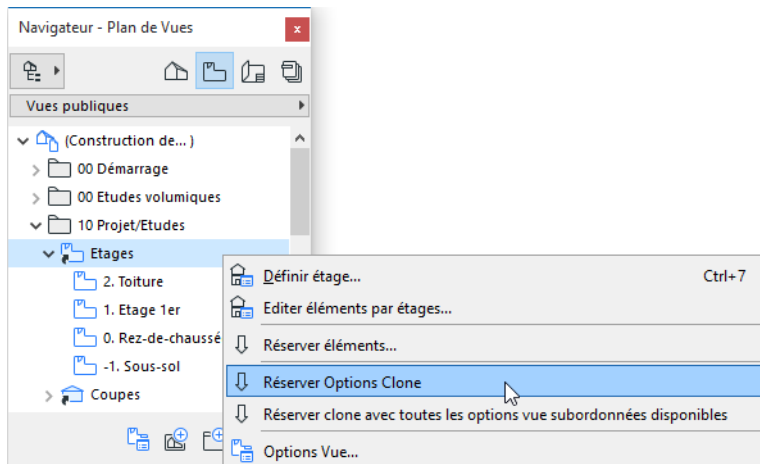 Navigateur - Plan de Vues
x
Vues publiques
(Construction de... )
00 Démarrage
00 Etudes volumiques
10 Projet/Etudes
Etages
2. Toiture
1. Etage 1er
0. Rez-de-chaussé
-1. Sous-sol
Coupes
Définir étage... Ctrl+7
Editer éléments par étages...
Réserver éléments...
Réserver Options Clone
Réserver clone avec toutes les options vue subordonnées disponibles
Options Vue...